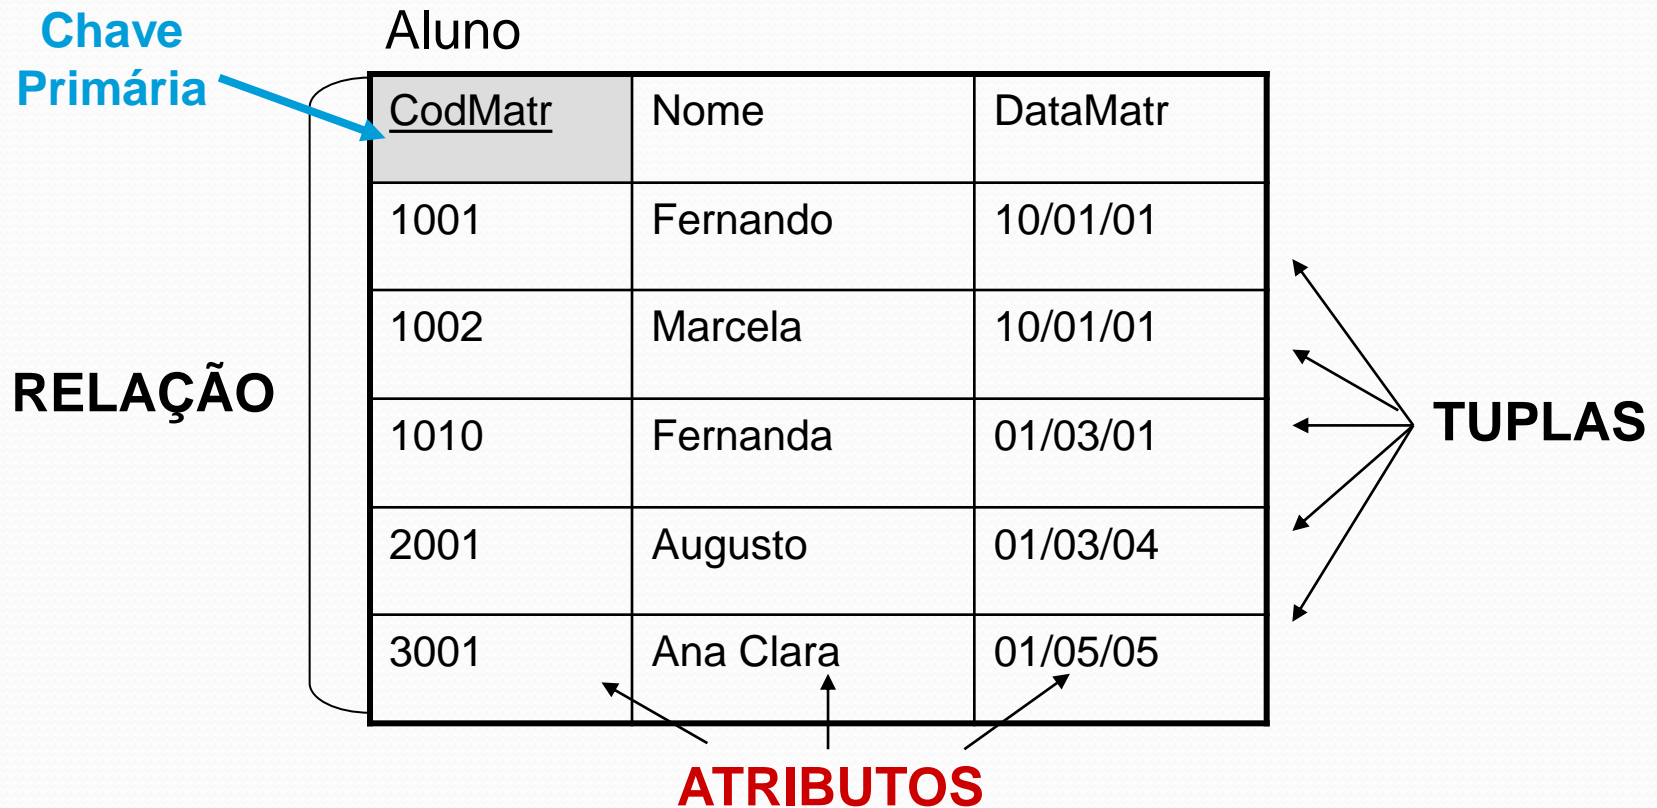 Chave
Primária
Aluno
CodMatr Nome DataMatr
1001 Fernando 10/01/01
1002 Marcela 10/01/01
RELAÇÃO
1010 Fernanda 01/03/01
TUPLAS
2001 Augusto 01/03/04
3001 Ana Clara 01/05/05
ATRIBUTOS